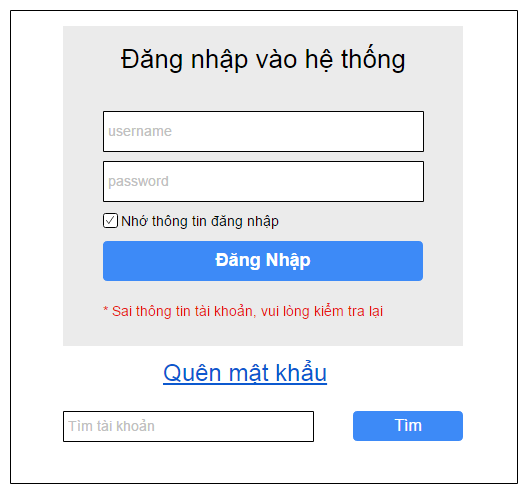 Đăng nhập vào hệ thống
username
password
Nhớ thông tin đăng nhập
Đăng Nhập
* Sai thông tin tài khoản, vui lòng kiểm tra lại
Quên mật khẩu
Tìm tài khoản
Tìm